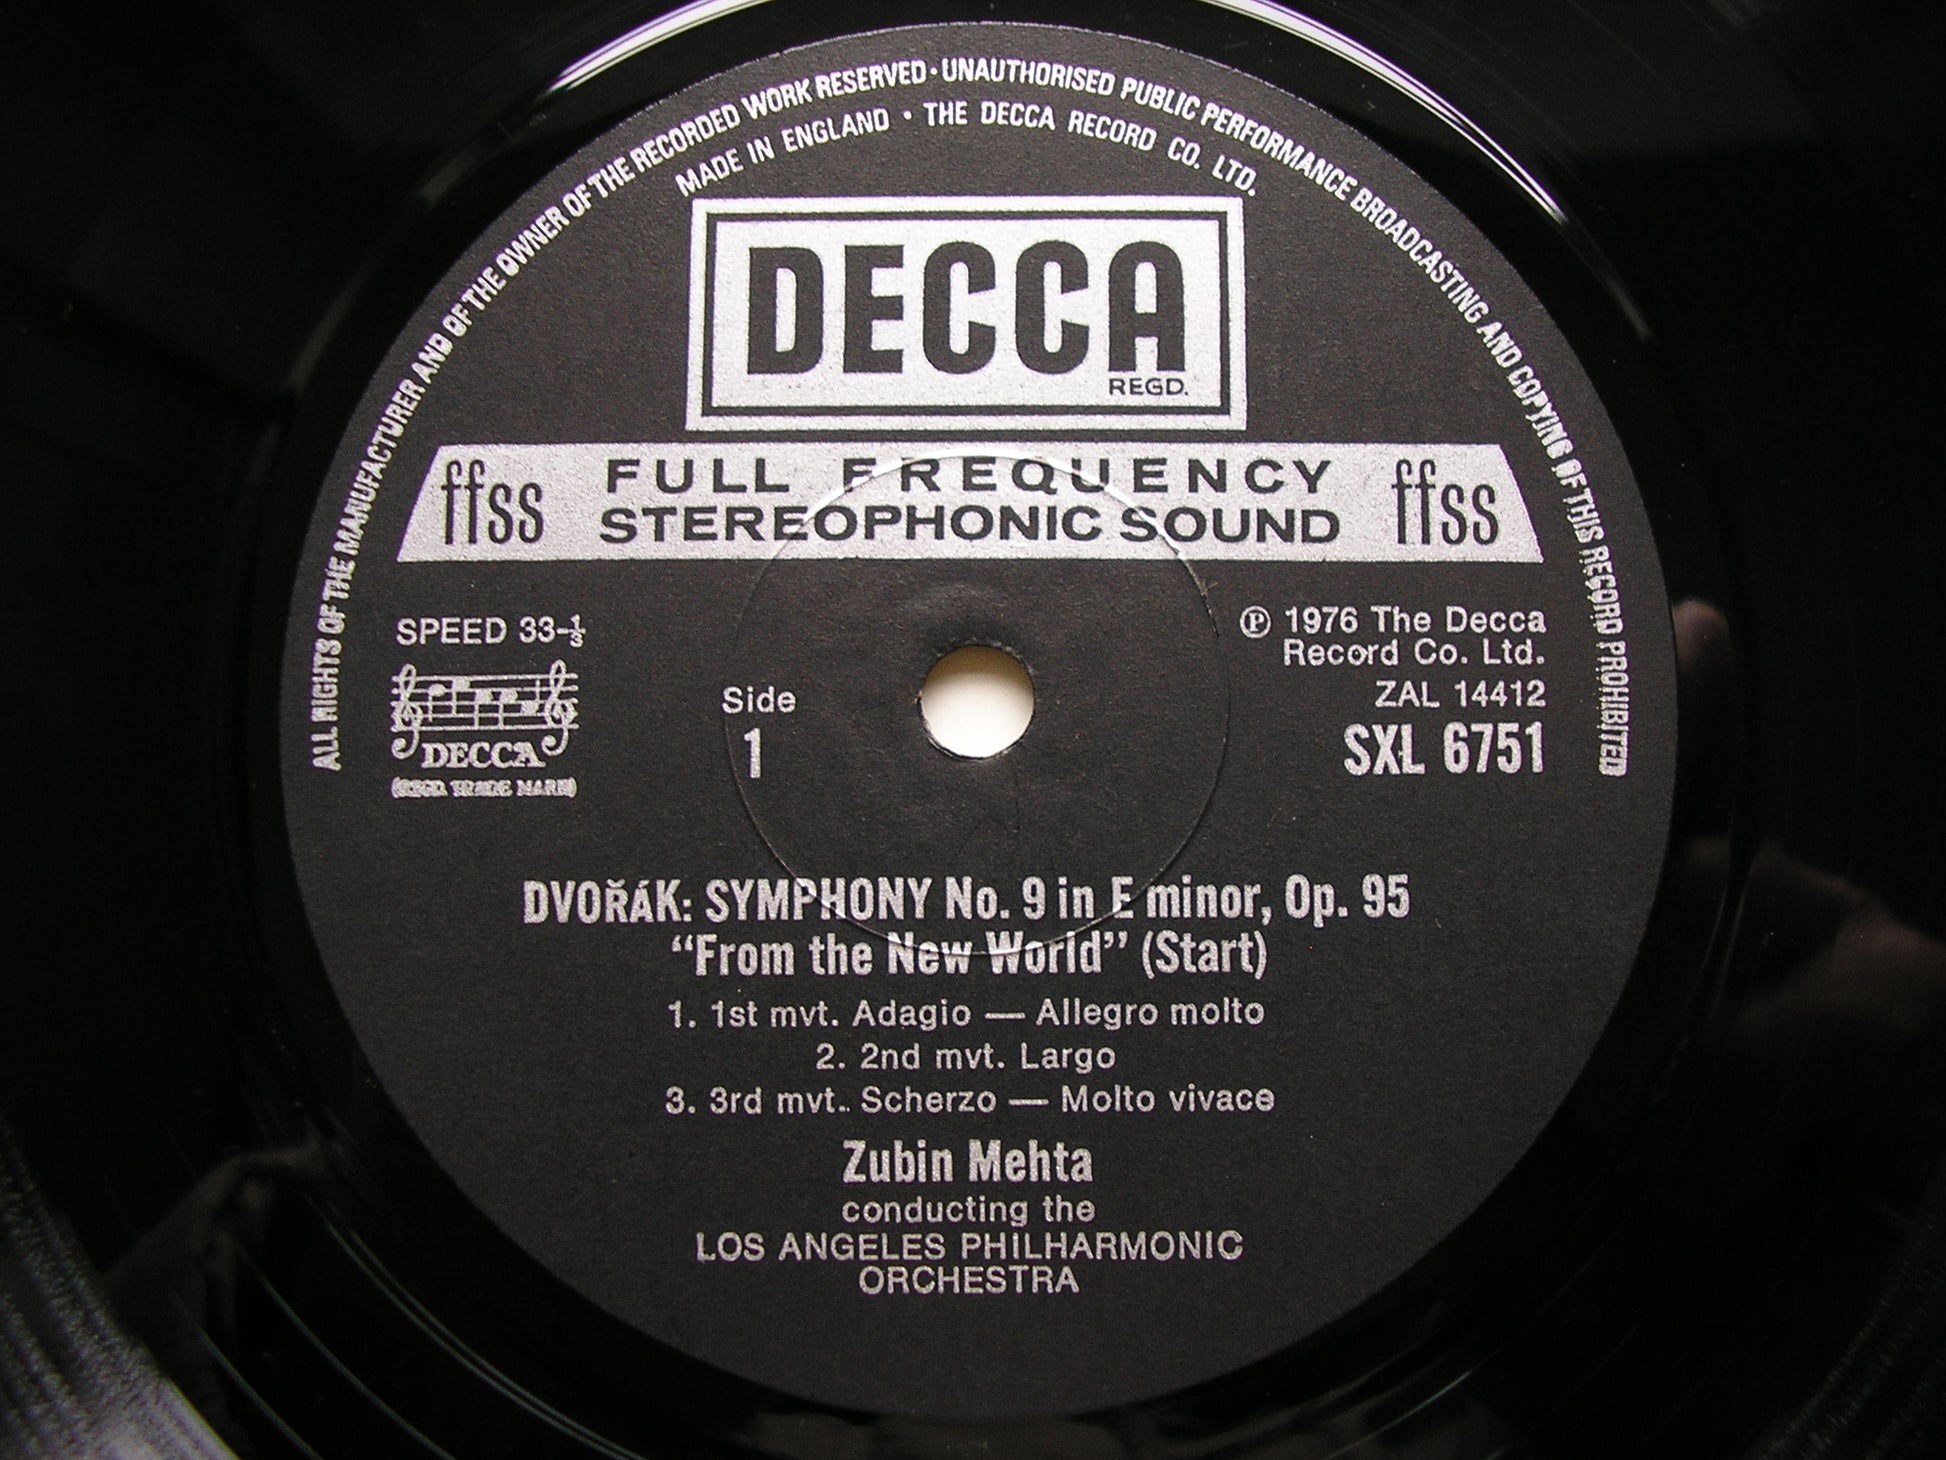 ALL RIGHTS OF THE MANUFACTURER AND OF THE OWNER OF THE RECORDED WORK RESERVED · UNAUTHORISED PUBLIC PERFORMANCE BROADCASTING AND COPYING OF THIS RECORD PROHIBITED
MADE IN ENGLAND · THE DECCA RECORD CO. LTD.
DECCA
REGD.
ffss FULL FREQUENCY ffss
STEREOPHONIC SOUND
SPEED 33-⅓
DECCA
(REGD. TRADE MARK)
Side
1
℗ 1976 The Decca
Record Co. Ltd.
ZAL 14412
SXL 6751
DVOŘÁK: SYMPHONY No. 9 in E minor, Op. 95
“From the New World” (Start)
1. 1st mvt. Adagio — Allegro molto
2. 2nd mvt. Largo
3. 3rd mvt. Scherzo — Molto vivace
Zubin Mehta
conducting the
LOS ANGELES PHILHARMONIC
ORCHESTRA